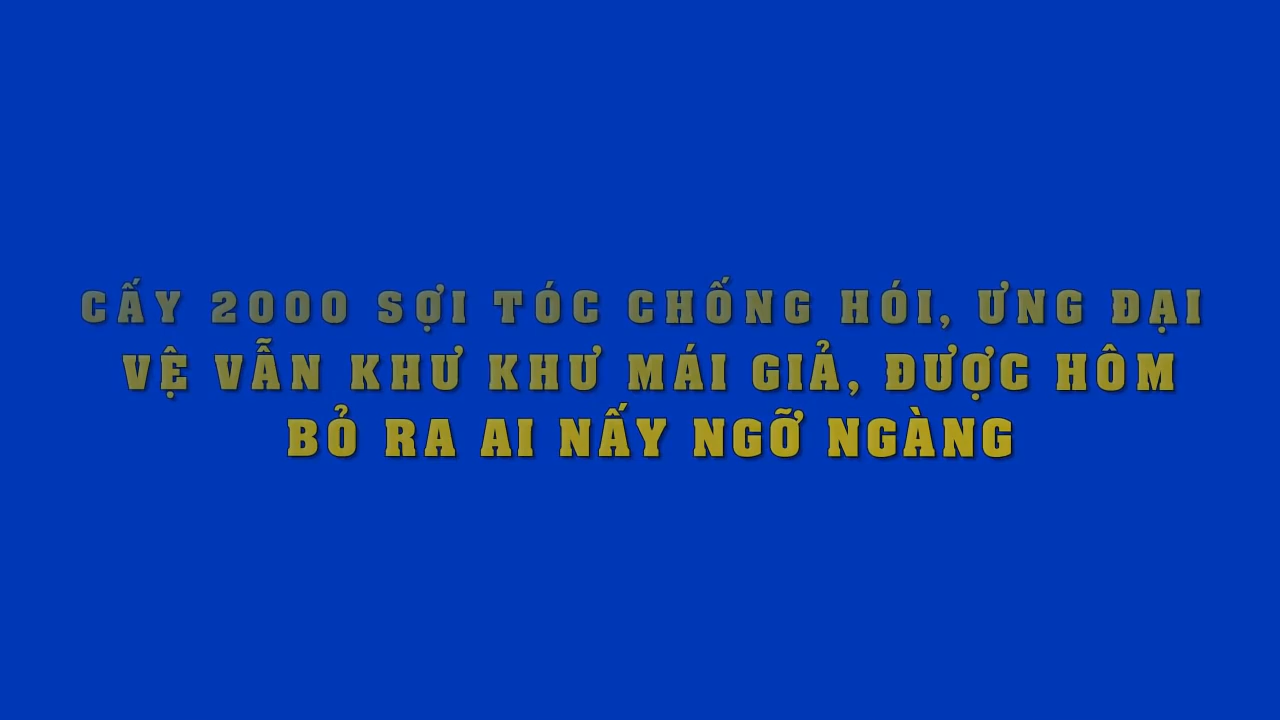 CẤY 2000 SỢI TÓC CHỐNG HÓI, ƯNG ĐẠI
VỆ VẪN KHƯ KHƯ MÁI GIẢ, ĐƯỢC HÔM
BỎ RA AI NẤY NGỠ NGÀNG